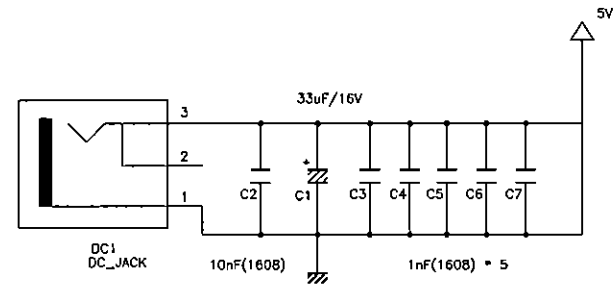 5V
33uF/16V
3
2
1
C2
C1
C3
C4
C5
C6
C7
+
DC1
DC_JACK
10nF(1608)
1nF(1608) * 5